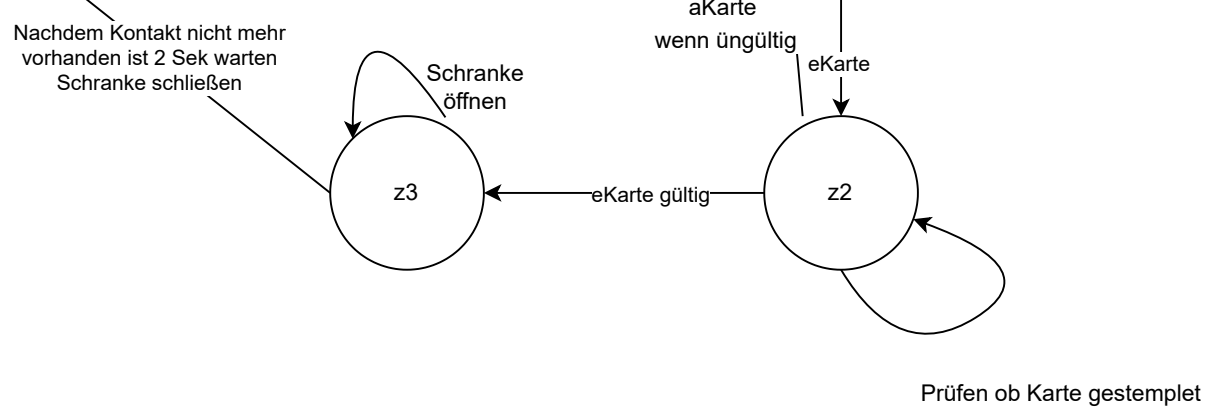 Nachdem Kontakt nicht mehr
vorhanden ist 2 Sek warten
Schranke schließen
Schranke
öffnen
aKarte
wenn üngültig
eKarte
z3
eKarte gültig
z2
Prüfen ob Karte gestemplet